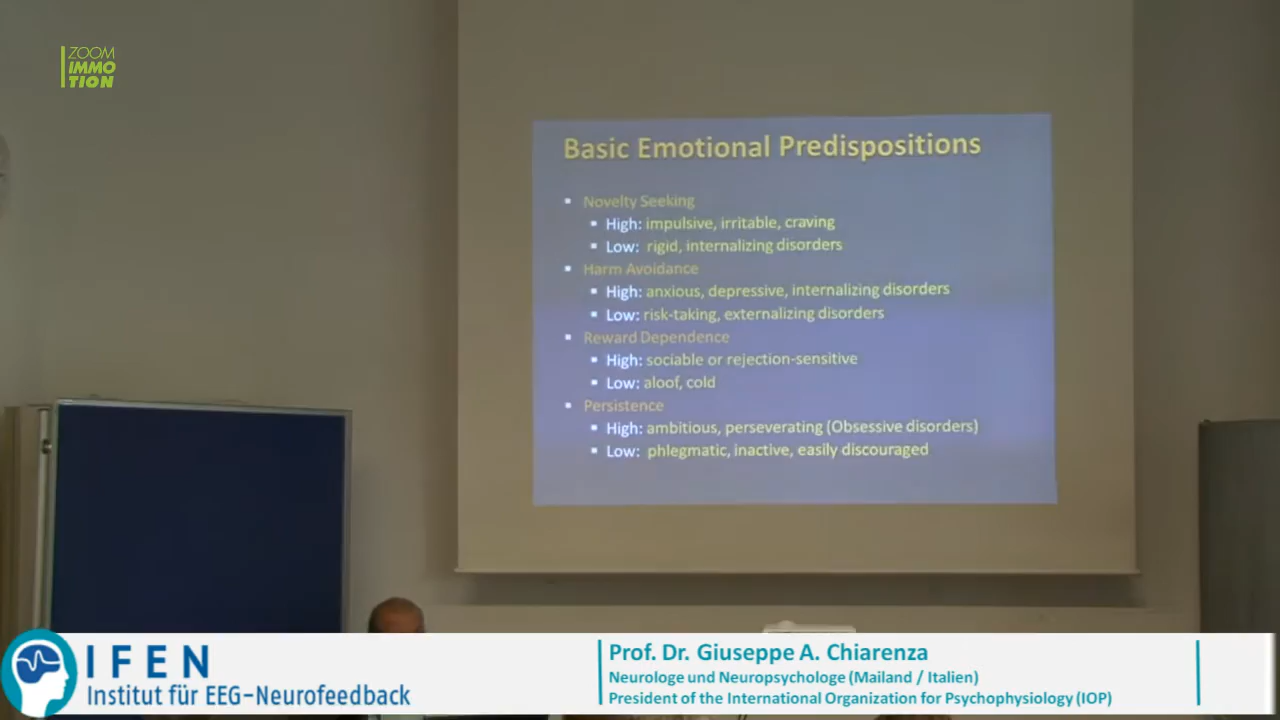 ZOOM
IMMO
TION
Basic Emotional Predispositions
Novelty Seeking
High: impulsive, irritable, craving
Low: rigid, internalizing disorders
Harm Avoidance
High: anxious, depressive, internalizing disorders
Low: risk-taking, externalizing disorders
Reward Dependence
High: sociable or rejection-sensitive
Low: aloof, cold
Persistence
High: ambitious, perseverating (Obsessive disorders)
Low: phlegmatic, inactive, easily discouraged
IFEN
Institut für EEG-Neurofeedback
Prof. Dr. Giuseppe A. Chiarenza
Neurologe und Neuropsychologe (Mailand / Italien)
President of the International Organization for Psychophysiology (IOP)